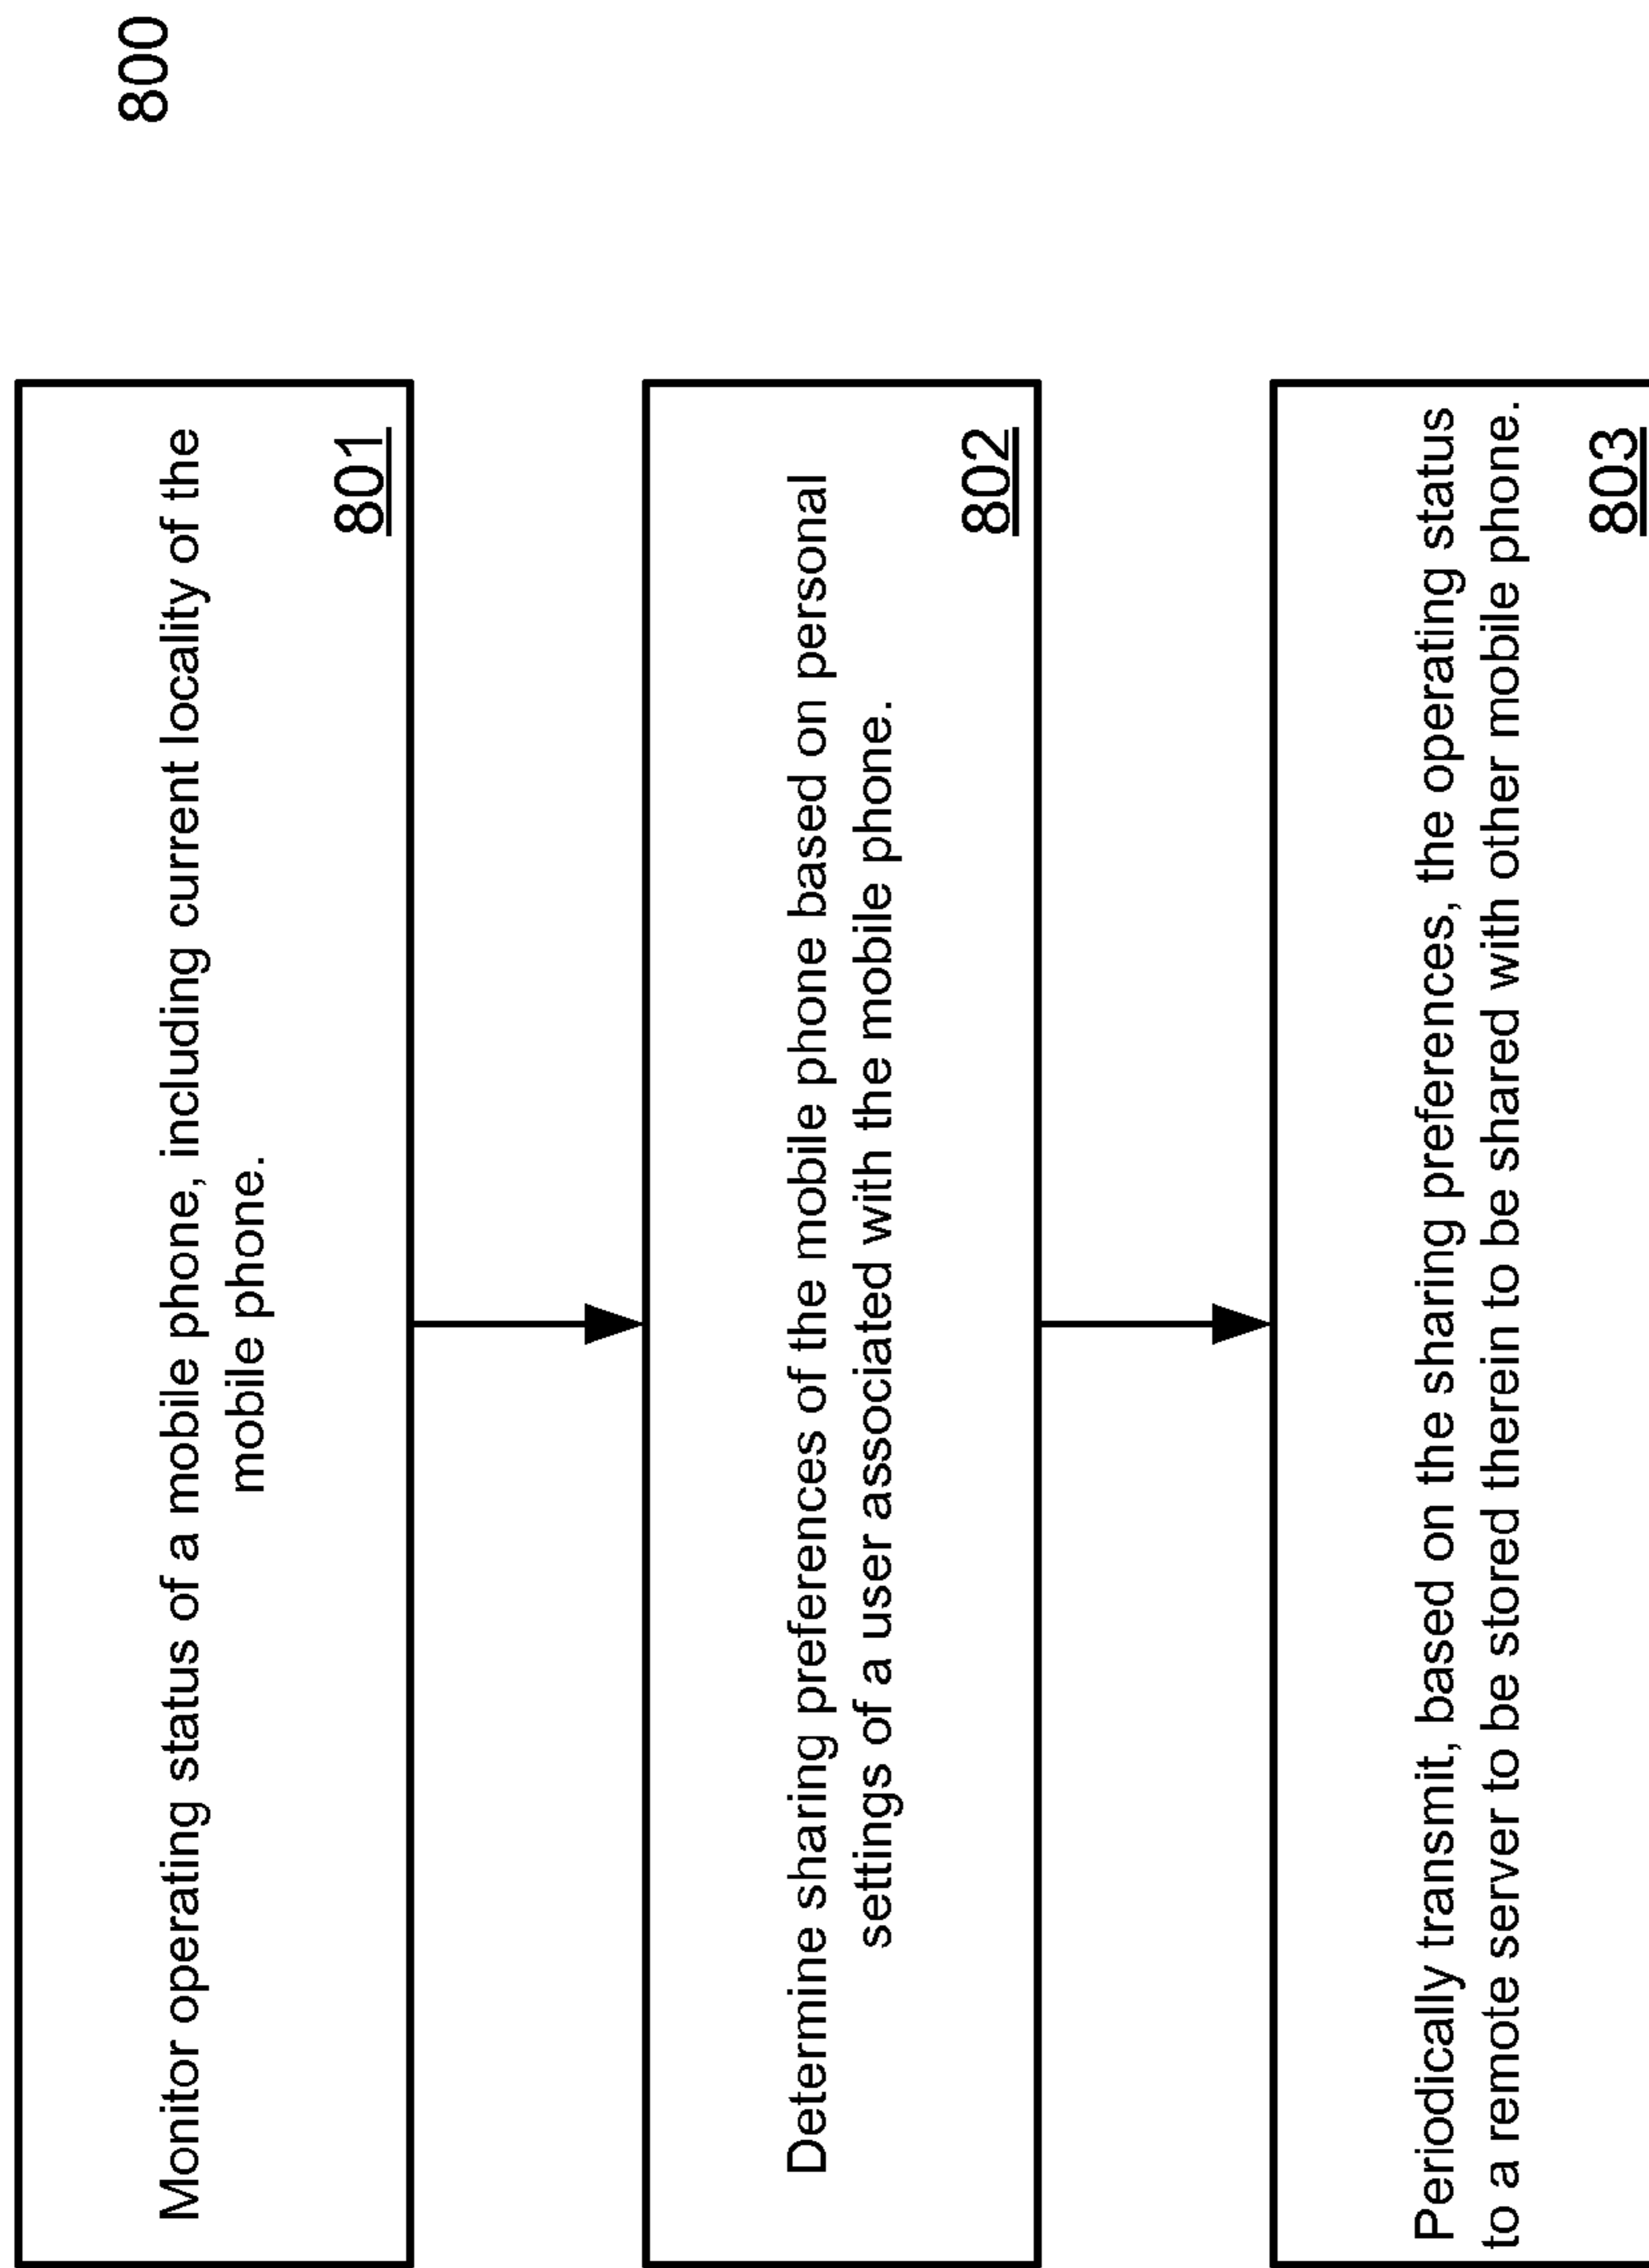 800
Monitor operating status of a mobile phone, including current locality of the
mobile phone.
801
Determine sharing preferences of the mobile phone based on personal
settings of a user associated with the mobile phone.
802
Periodically transmit, based on the sharing preferences, the operating status
to a remote server to be stored therein to be shared with other mobile phone.
803